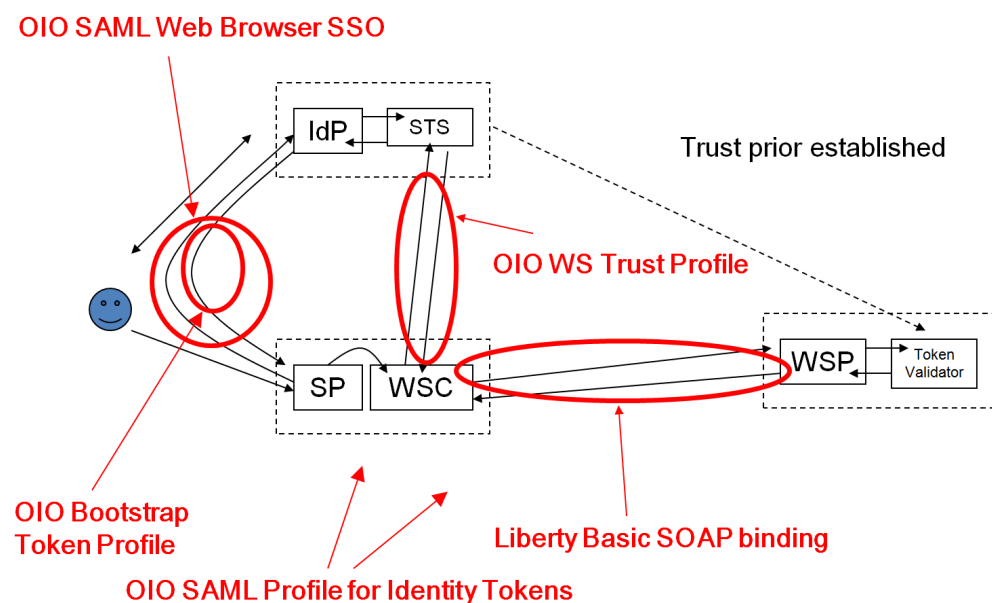 OIO SAML Web Browser SSO
IdP
STS
Trust prior established
OIO WS Trust Profile
SP
WSC
WSP
Token
Validator
OIO Bootstrap
Token Profile
Liberty Basic SOAP binding
OIO SAML Profile for Identity Tokens